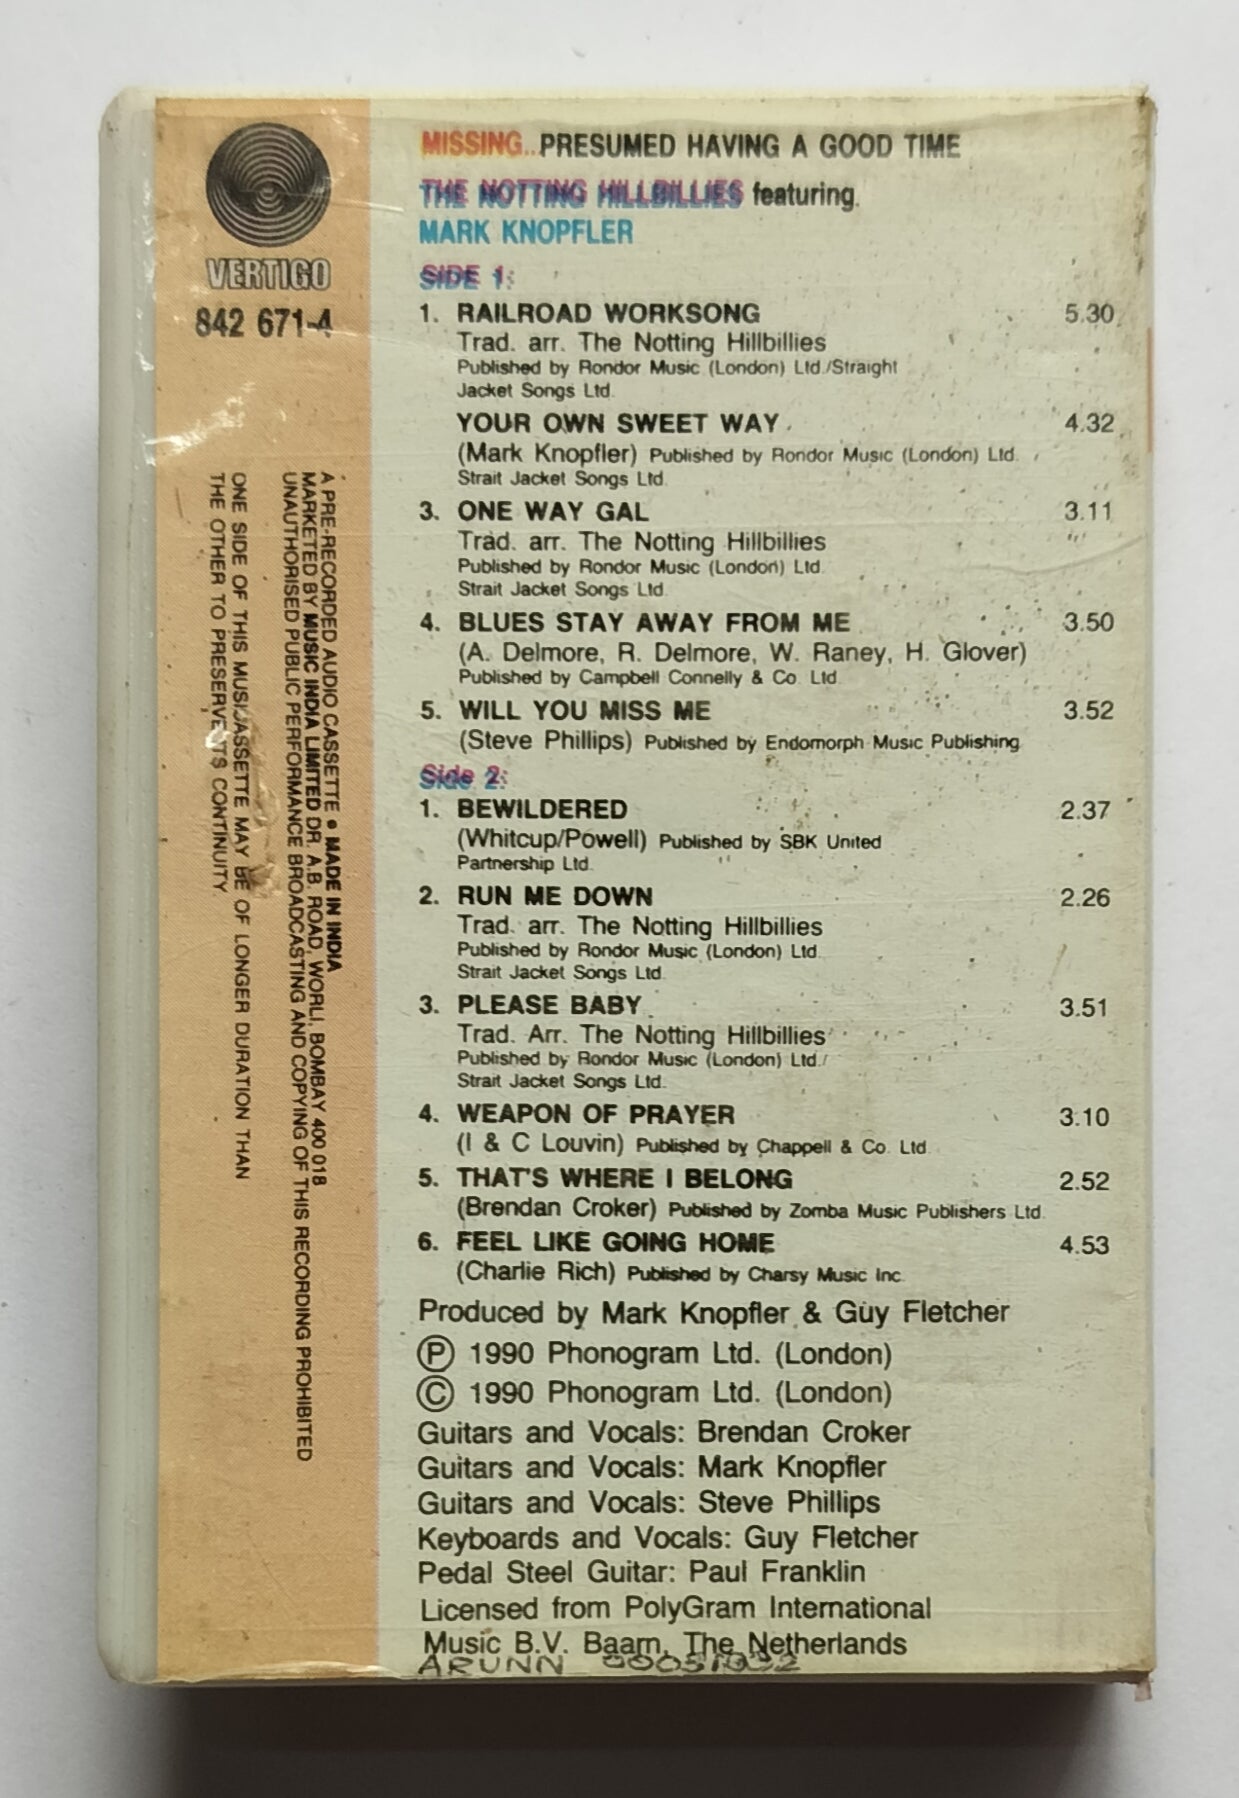 VERTIGO
842 671-4
A PRE-RECORDED AUDIO CASSETTE • MADE IN INDIA
MARKETED BY MUSIC INDIA LIMITED DR. A.B. ROAD, WORLI, BOMBAY 400 018
UNAUTHORISED PUBLIC PERFORMANCE BROADCASTING AND COPYING OF THIS RECORDING PROHIBITED
ONE SIDE OF THIS MUSICASSETTE MAY BE OF LONGER DURATION THAN
THE OTHER TO PRESERVE ITS CONTINUITY.
MISSING...PRESUMED HAVING A GOOD TIME
THE NOTTING HILLBILLIES featuring.
MARK KNOPFLER
SIDE 1:
1. RAILROAD WORKSONG 5.30
Trad. arr. The Notting Hillbillies
Published by Rondor Music (London) Ltd./Straight
Jacket Songs Ltd.
YOUR OWN SWEET WAY 4.32
(Mark Knopfler) Published by Rondor Music (London) Ltd.
Strait Jacket Songs Ltd.
3. ONE WAY GAL 3.11
Trad. arr. The Notting Hillbillies
Published by Rondor Music (London) Ltd.
Strait Jacket Songs Ltd.
4. BLUES STAY AWAY FROM ME 3.50
(A. Delmore, R. Delmore, W. Raney, H. Glover)
Published by Campbell Connelly & Co. Ltd.
5. WILL YOU MISS ME 3.52
(Steve Phillips) Published by Endomorph Music Publishing
Side 2:
1. BEWILDERED 2.37
(Whitcup/Powell) Published by SBK United
Partnership Ltd.
2. RUN ME DOWN 2.26
Trad. arr. The Notting Hillbillies
Published by Rondor Music (London) Ltd.
Strait Jacket Songs Ltd.
3. PLEASE BABY 3.51
Trad. Arr. The Notting Hillbillies
Published by Rondor Music (London) Ltd./
Strait Jacket Songs Ltd.
4. WEAPON OF PRAYER 3.10
(I & C Louvin) Published by Chappell & Co. Ltd.
5. THAT'S WHERE I BELONG 2.52
(Brendan Croker) Published by Zomba Music Publishers Ltd.
6. FEEL LIKE GOING HOME 4.53
(Charlie Rich) Published by Charsy Music Inc.
Produced by Mark Knopfler & Guy Fletcher
Ⓟ 1990 Phonogram Ltd. (London)
© 1990 Phonogram Ltd. (London)
Guitars and Vocals: Brendan Croker
Guitars and Vocals: Mark Knopfler
Guitars and Vocals: Steve Phillips
Keyboards and Vocals: Guy Fletcher
Pedal Steel Guitar: Paul Franklin
Licensed from PolyGram International
Music B.V. Baarn, The Netherlands
ARUNN